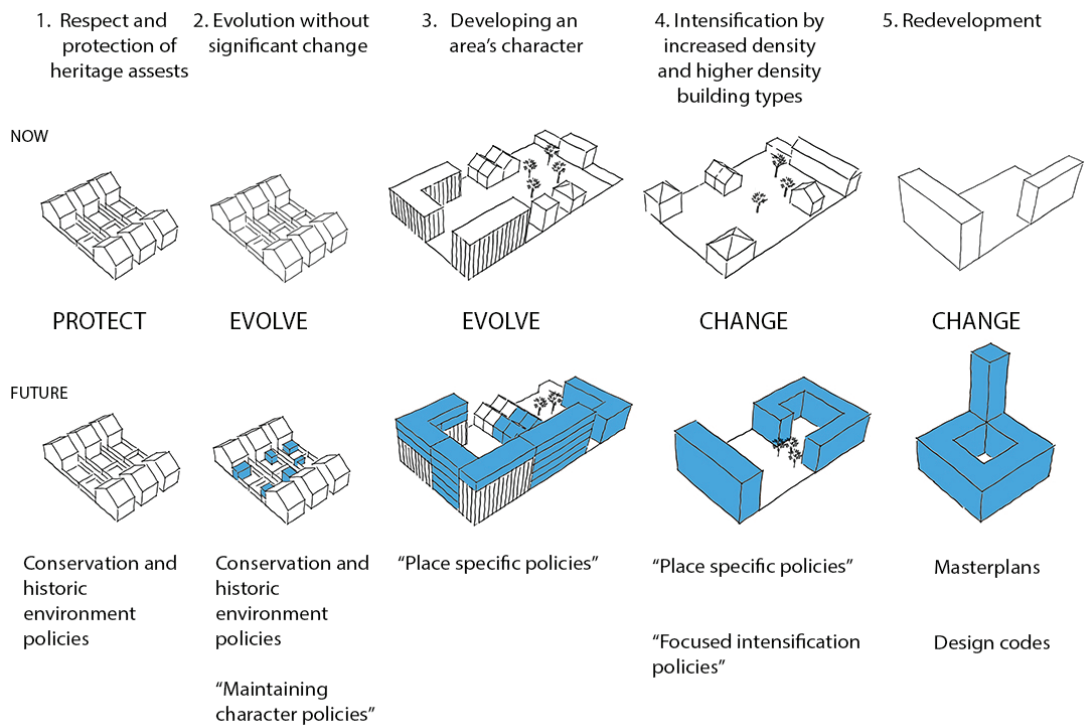 1. Respect and
protection of
heritage assests
2. Evolution without
significant change
3. Developing an
area's character
4. Intensification by
increased density
and higher density
building types
5. Redevelopment
NOW
PROTECT
EVOLVE
EVOLVE
CHANGE
CHANGE
FUTURE
Conservation and
historic
environment
policies
Conservation and
historic
environment
policies
“Maintaining
character policies”
“Place specific policies”
“Place specific policies”
“Focused intensification
policies”
Masterplans
Design codes